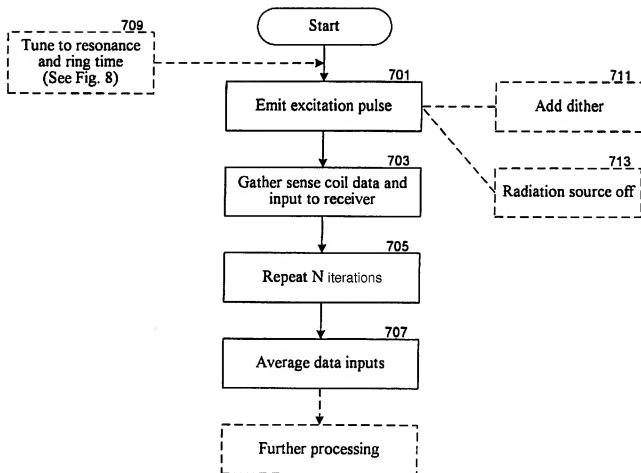 Start
709
Tune to resonance
and ring time
(See Fig. 8)
701
Emit excitation pulse
711
Add dither
703
Gather sense coil data and
input to receiver
713
Radiation source off
705
Repeat N iterations
707
Average data inputs
Further processing